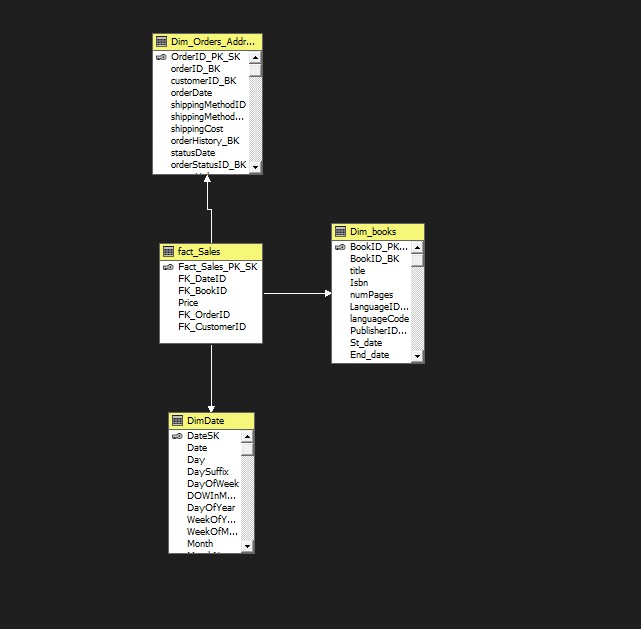 Dim_Orders_Addr...
OrderID_PK_SK
orderID_BK
customerID_BK
orderDate
shippingMethodID
shippingMethod...
shippingCost
orderHistory_BK
statusDate
orderStatusID_BK
fact_Sales
Fact_Sales_PK_SK
FK_DateID
FK_BookID
Price
FK_OrderID
FK_CustomerID
Dim_books
BookID_PK...
BookID_BK
title
Isbn
numPages
LanguageID...
languageCode
PublisherID...
St_date
End_date
DimDate
DateSK
Date
Day
DaySuffix
DayOfWeek
DOWInM...
DayOfYear
WeekOfY...
WeekOfM...
Month